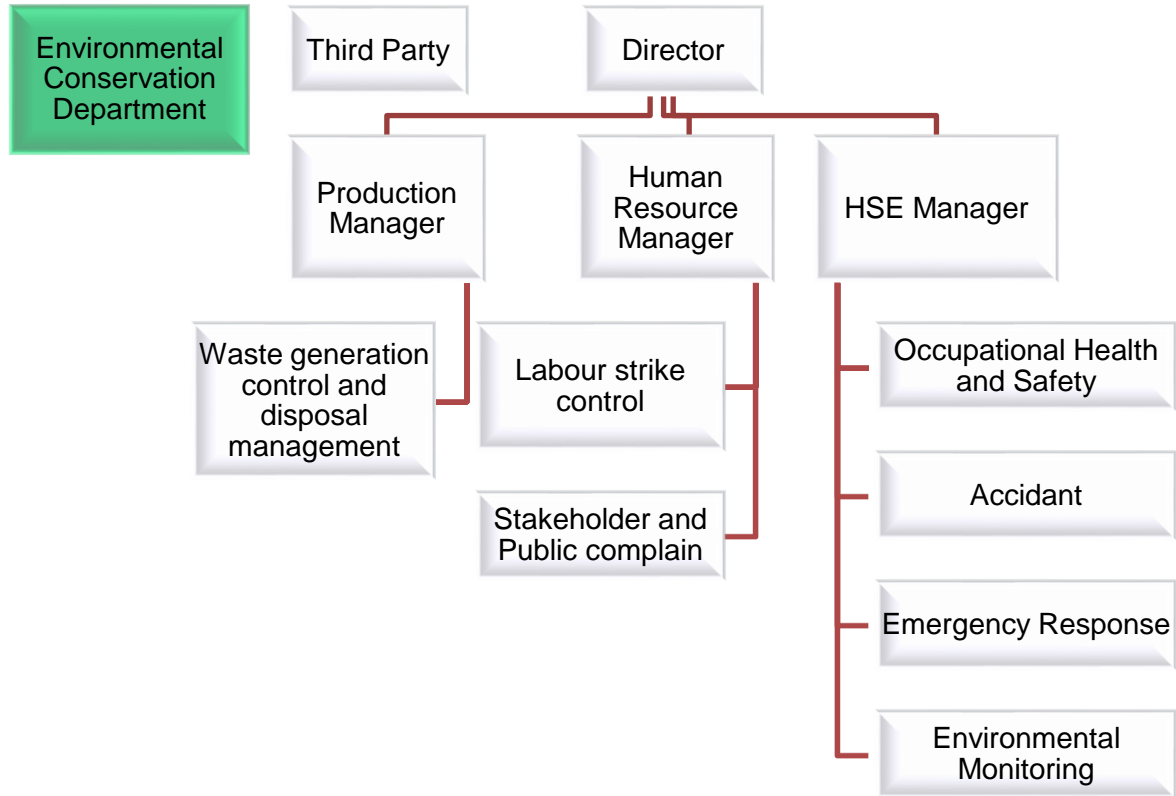 Environmental
Conservation
Department
Third Party
Director
Production
Manager
Human
Resource
Manager
HSE Manager
Waste generation
control and
disposal
management
Labour strike
control
Stakeholder and
Public complain
Occupational Health
and Safety
Accidant
Emergency Response
Environmental
Monitoring